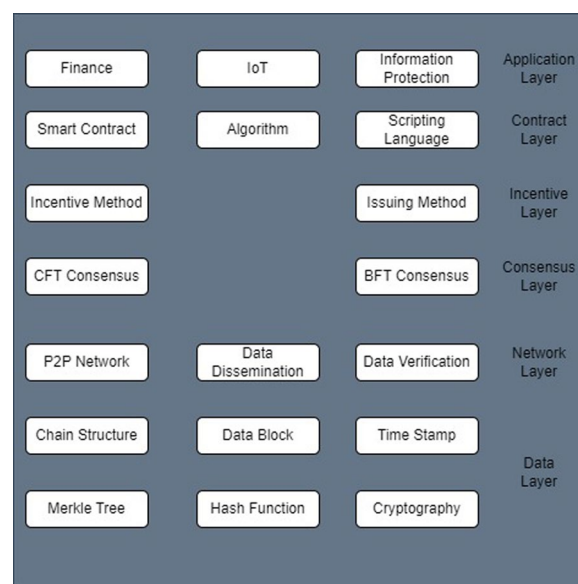 Finance
IoT
Information
Protection
Application
Layer
Smart Contract
Algorithm
Scripting
Language
Contract
Layer
Incentive Method
Issuing Method
Incentive
Layer
CFT Consensus
BFT Consensus
Consensus
Layer
P2P Network
Data
Dissemination
Data Verification
Network
Layer
Chain Structure
Data Block
Time Stamp
Data
Layer
Merkle Tree
Hash Function
Cryptography